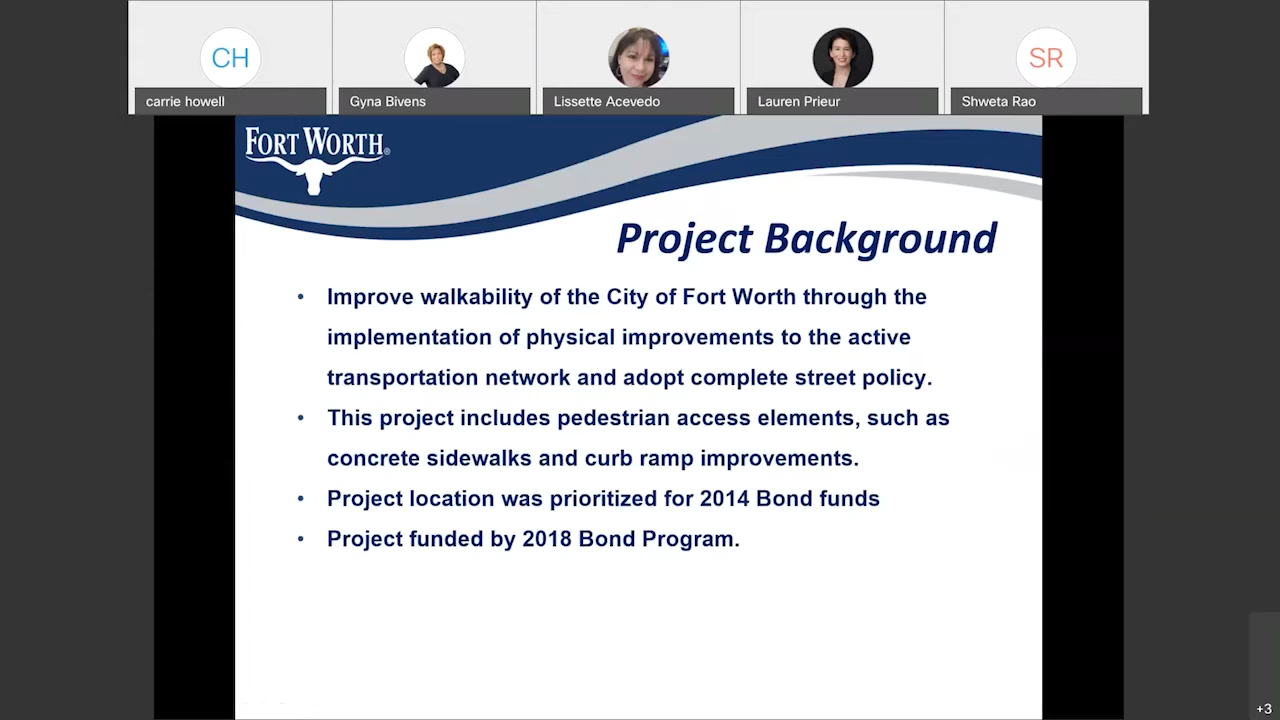 CH
SR
carrie howell
Gyna Bivens
Lissette Acevedo
Lauren Prieur
Shweta Rao
FORT WORTH®
Project Background
• Improve walkability of the City of Fort Worth through the
implementation of physical improvements to the active
transportation network and adopt complete street policy.
• This project includes pedestrian access elements, such as
concrete sidewalks and curb ramp improvements.
• Project location was prioritized for 2014 Bond funds
• Project funded by 2018 Bond Program.
+3